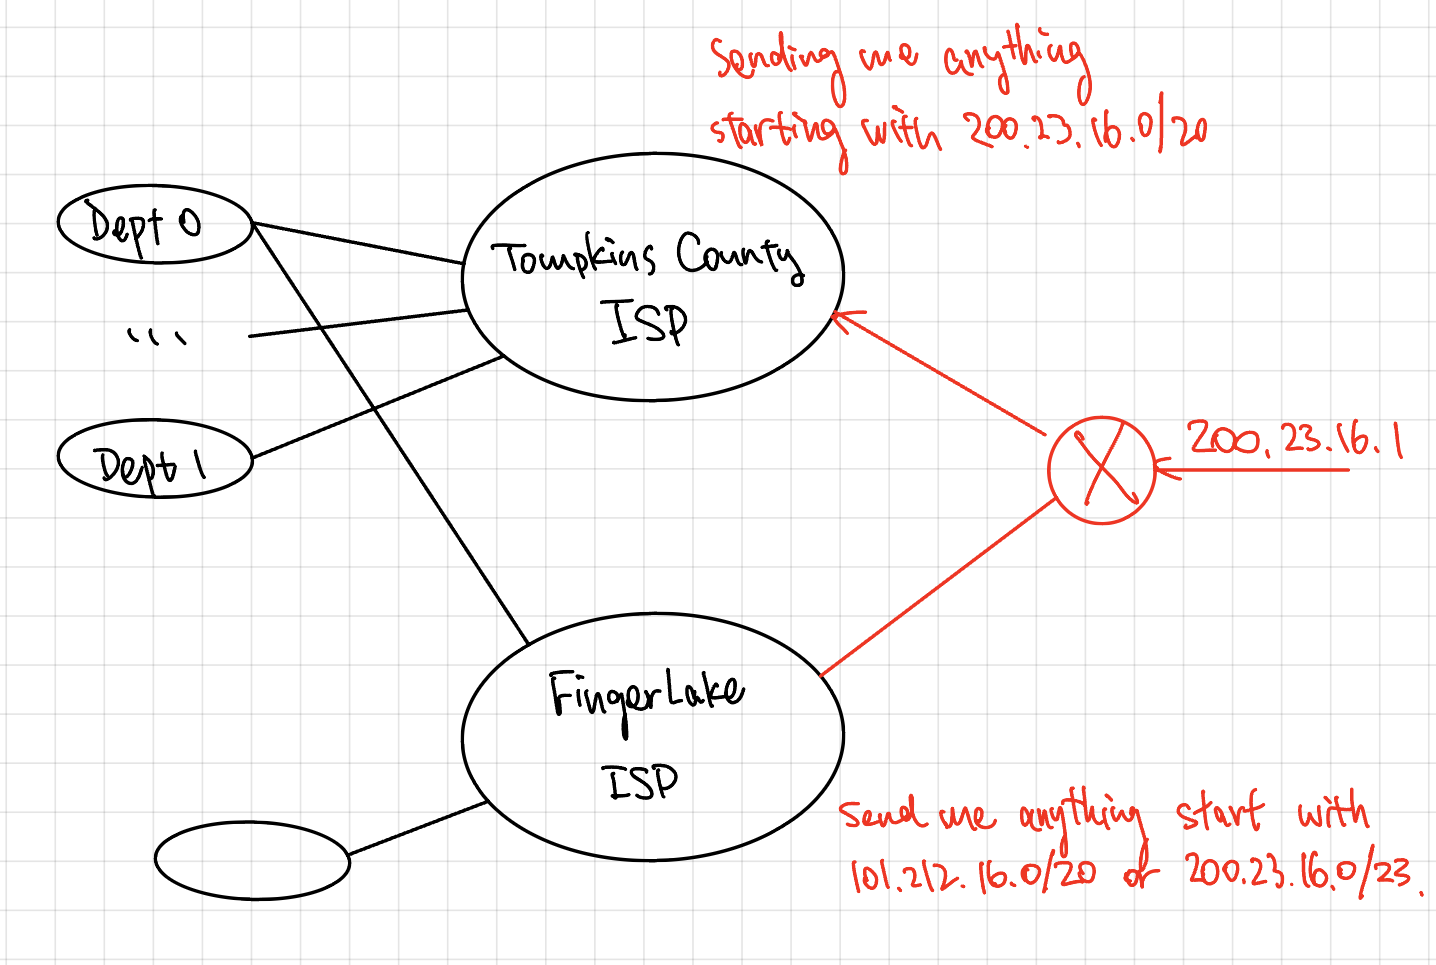 Sending me anything
starting with 200.23.16.0/20
Dept 0
Tompkins County
ISP
...
Dept 1
200.23.16.1
FingerLake
ISP
Send me anything start with
101.212.16.0/20 or 200.23.16.0/23.